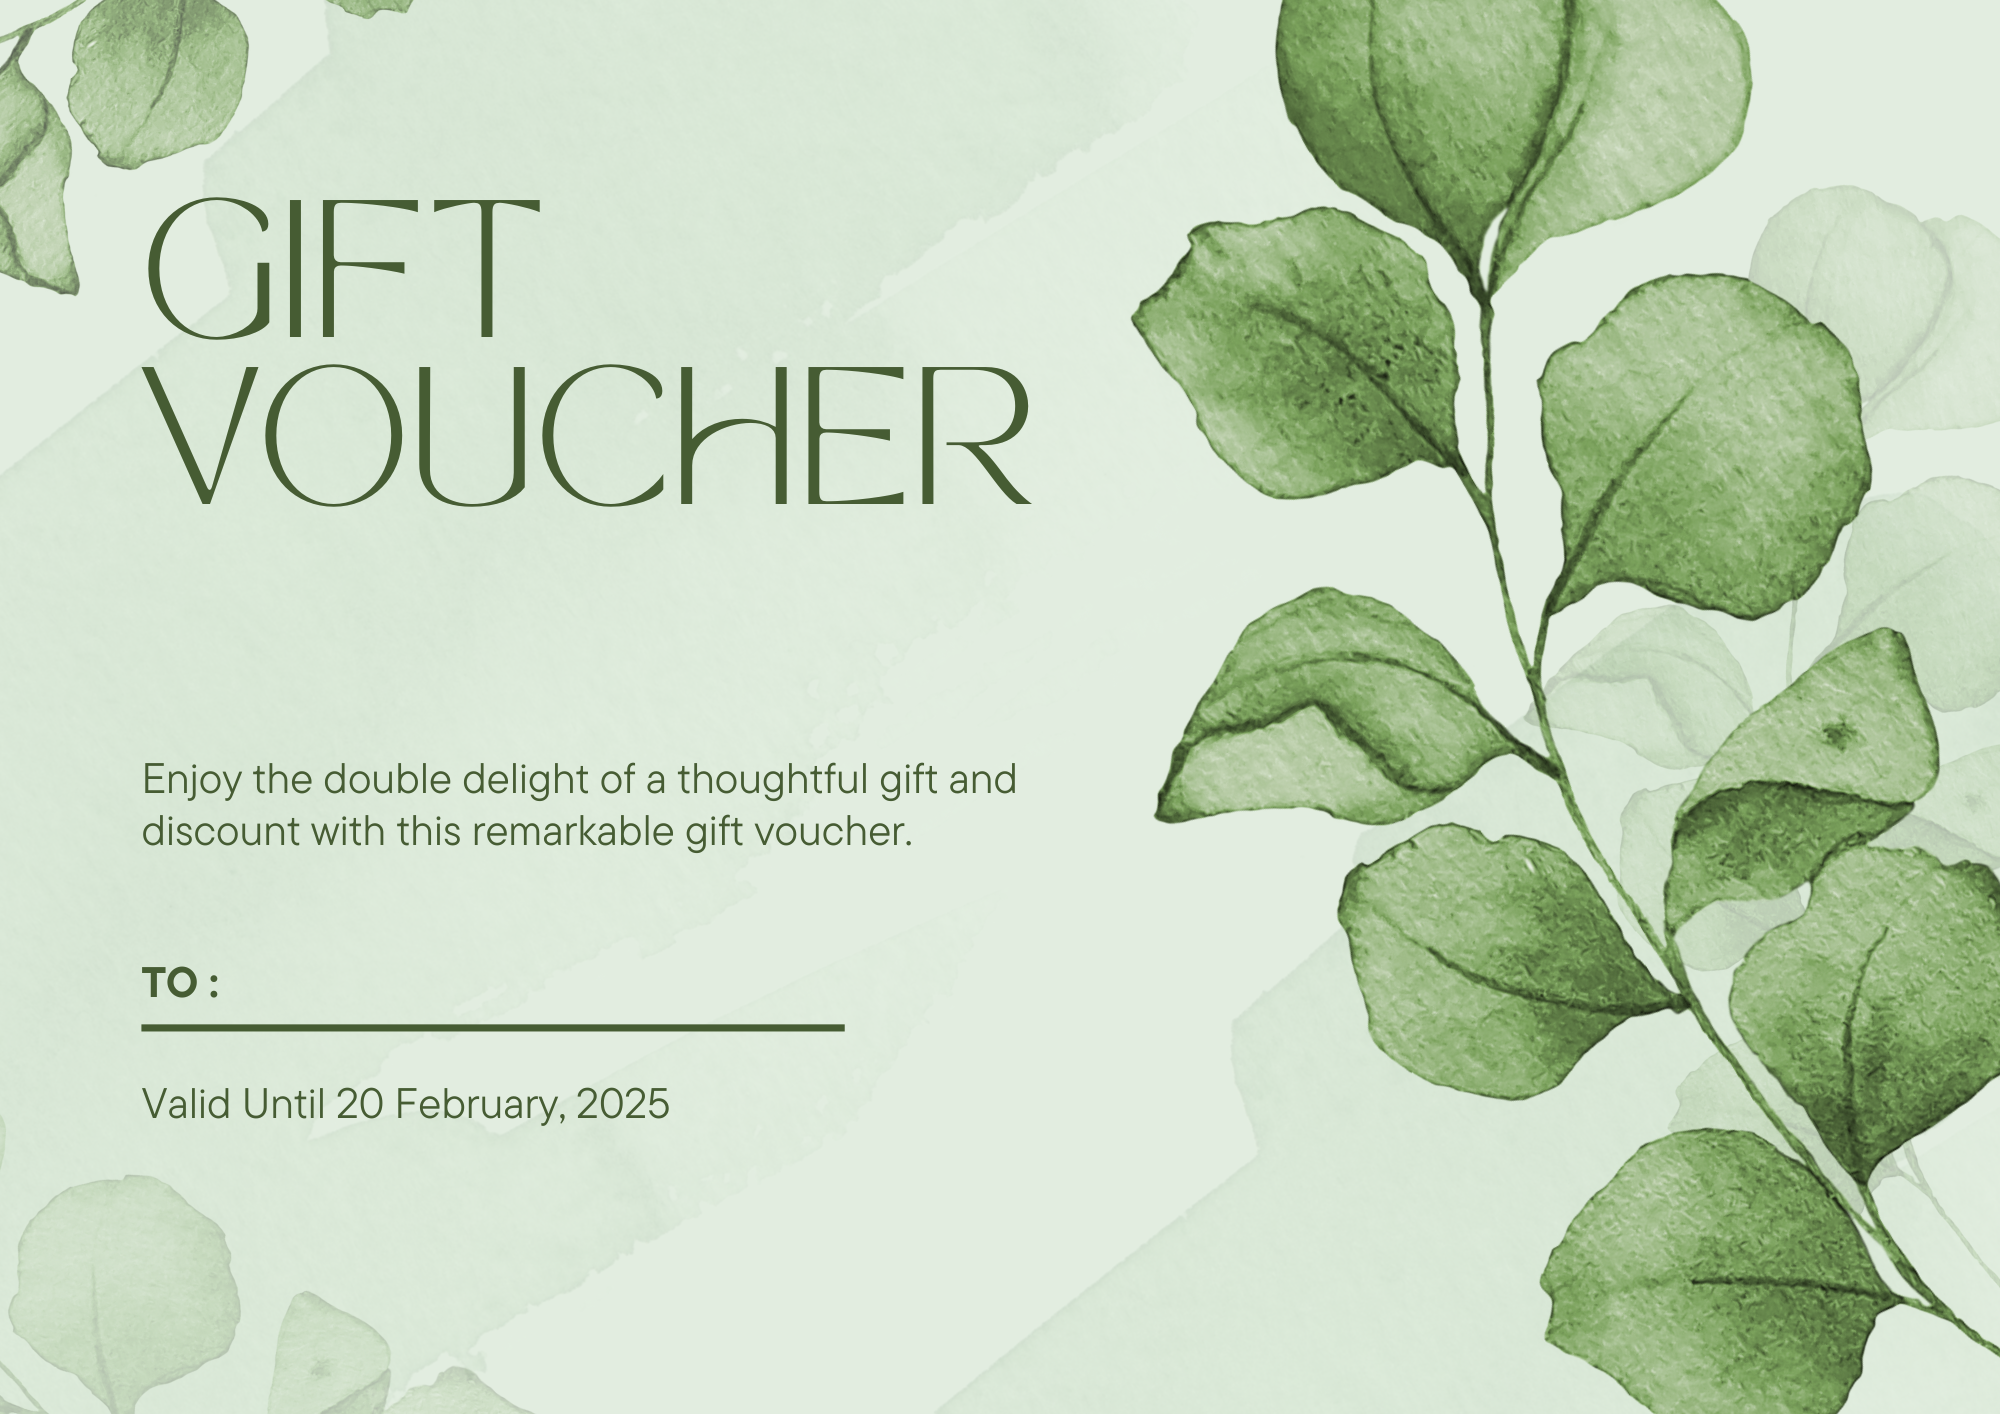 GIFT
VOUCHER
Enjoy the double delight of a thoughtful gift and
discount with this remarkable gift voucher.
TO :
Valid Until 20 February, 2025